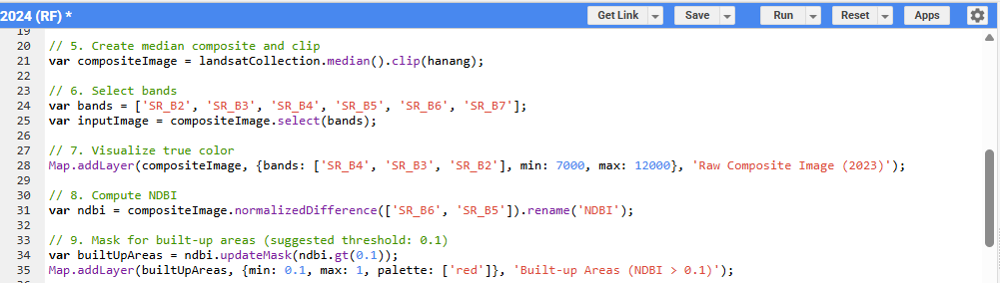 2024 (RF) *
Get Link Save Run Reset Apps
19
20 // 5. Create median composite and clip
21 var compositeImage = landsatCollection.median().clip(hanang);
22
23 // 6. Select bands
24 var bands = ['SR_B2', 'SR_B3', 'SR_B4', 'SR_B5', 'SR_B6', 'SR_B7'];
25 var inputImage = compositeImage.select(bands);
26
27 // 7. Visualize true color
28 Map.addLayer(compositeImage, {bands: ['SR_B4', 'SR_B3', 'SR_B2'], min: 7000, max: 12000}, 'Raw Composite Image (2023)');
29
30 // 8. Compute NDBI
31 var ndbi = compositeImage.normalizedDifference(['SR_B6', 'SR_B5']).rename('NDBI');
32
33 // 9. Mask for built-up areas (suggested threshold: 0.1)
34 var builtUpAreas = ndbi.updateMask(ndbi.gt(0.1));
35 Map.addLayer(builtUpAreas, {min: 0.1, max: 1, palette: ['red']}, 'Built-up Areas (NDBI > 0.1)');